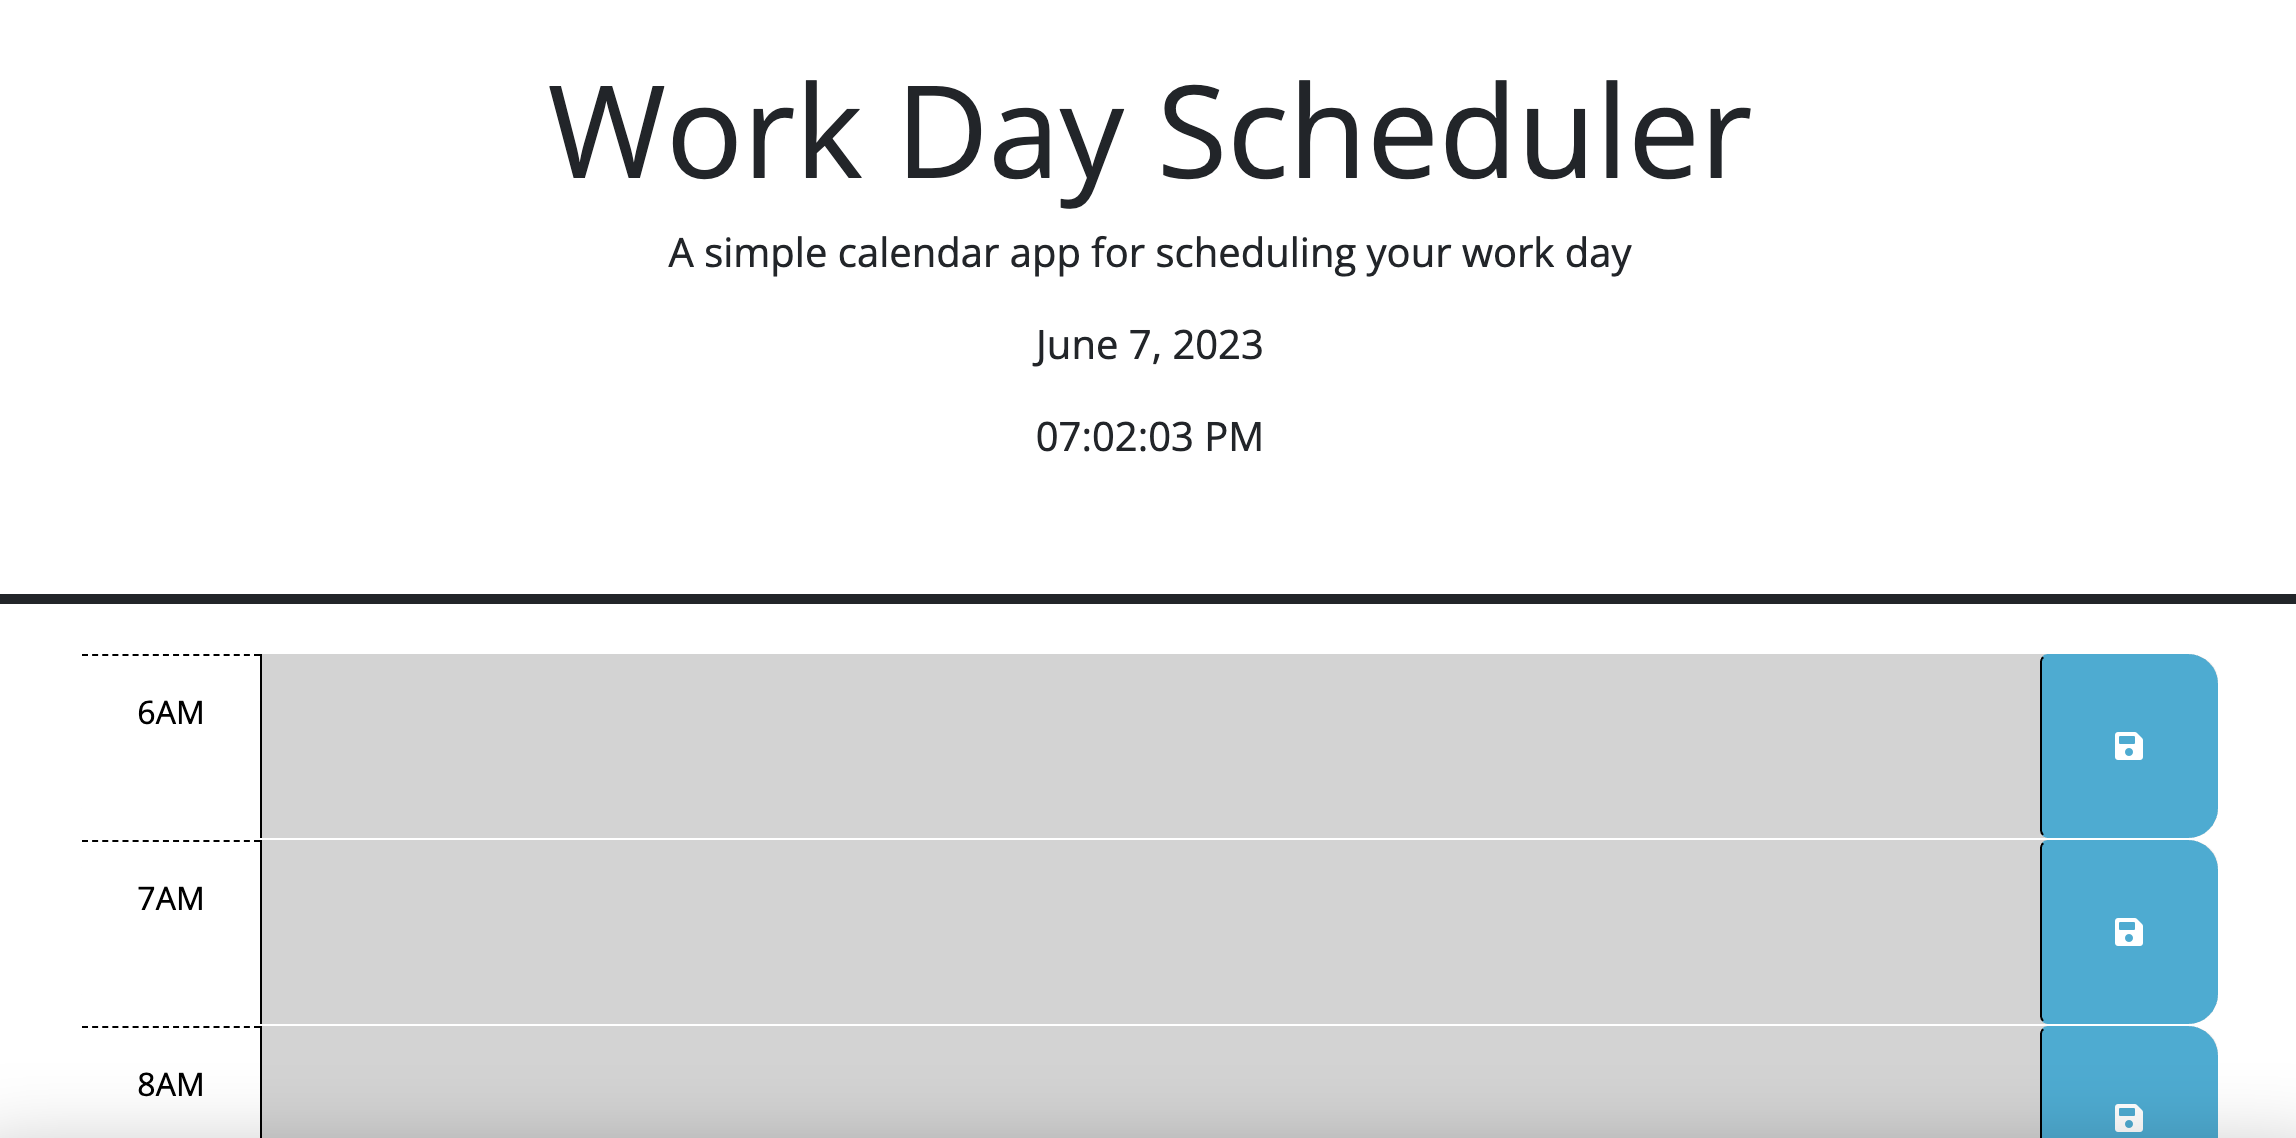 Work Day Scheduler
A simple calendar app for scheduling your work day
June 7, 2023
07:02:03 PM
6AM
7AM
8AM